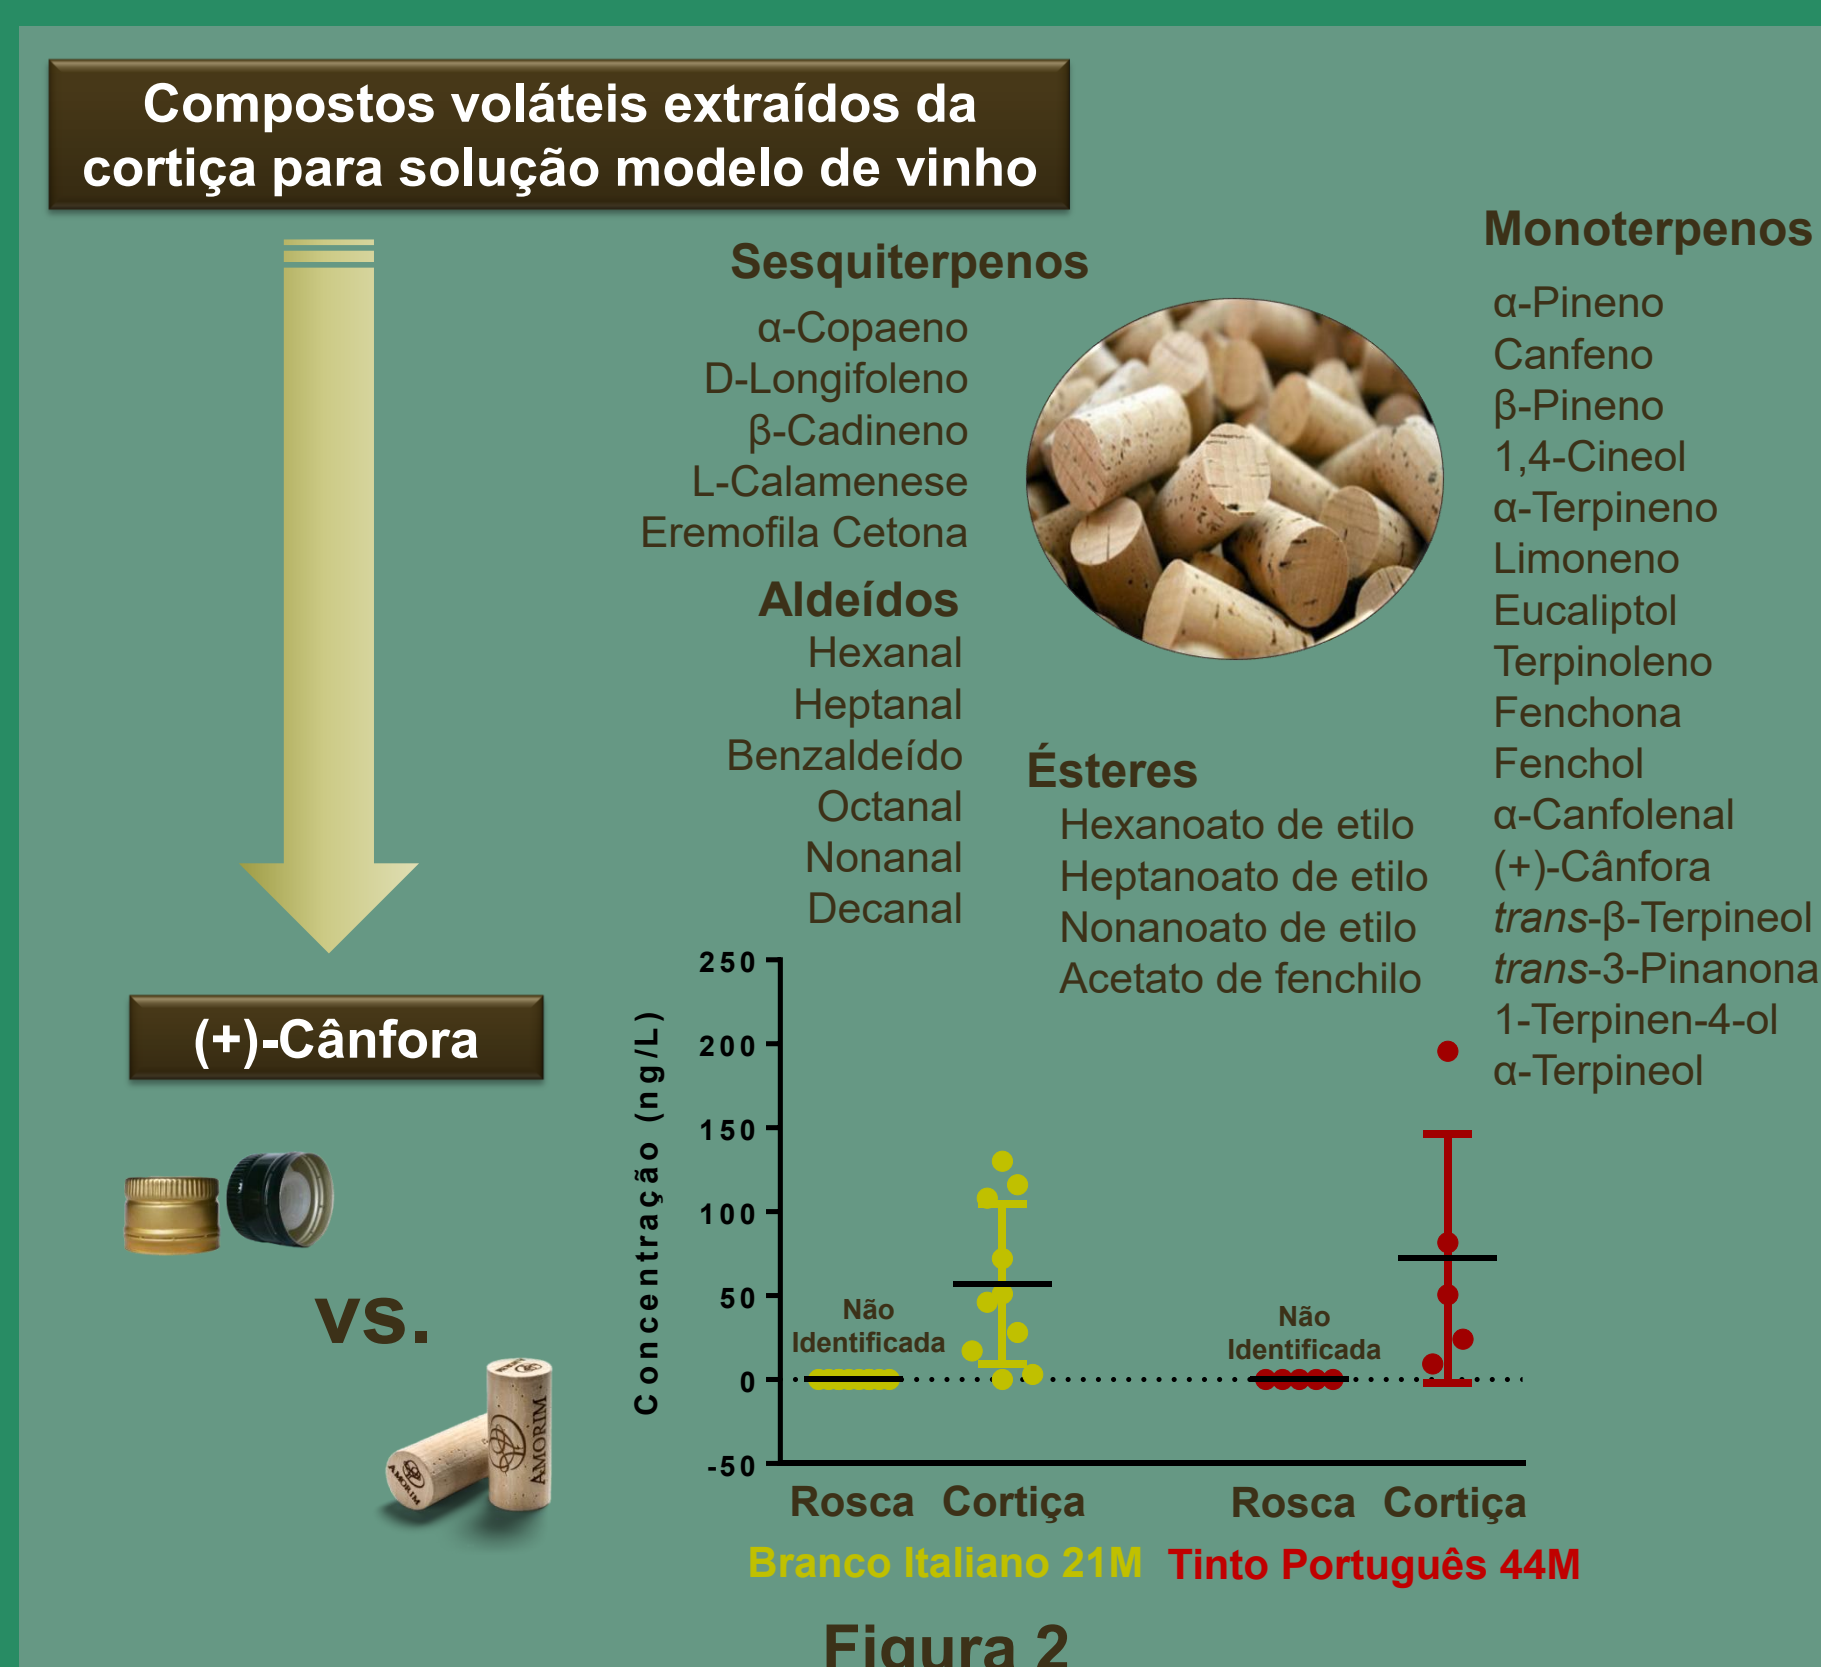 Compostos voláteis extraídos da
cortiça para solução modelo de vinho
Sesquiterpenos
α-Copaeno
D-Longifoleno
β-Cadineno
L-Calamenese
Eremofila Cetona
Aldeídos
Hexanal
Heptanal
Benzaldeído
Octanal
Nonanal
Decanal
Ésteres
Hexanoato de etilo
Heptanoato de etilo
Nonanoato de etilo
Acetato de fenchilo
Monoterpenos
α-Pineno
Canfeno
β-Pineno
1,4-Cineol
α-Terpineno
Limoneno
Eucaliptol
Terpinoleno
Fenchona
Fenchol
α-Canfolenal
(+)-Cânfora
trans-β-Terpineol
trans-3-Pinanona
1-Terpinen-4-ol
α-Terpineol
(+)-Cânfora
vs.
AMORIM
AMORIM
Concentração (ng/L)
250
200
150
100
50
0
-50
Não
Identificada
Não
Identificada
Rosca Cortiça
Rosca Cortiça
Branco Italiano 21M
Tinto Português 44M
Figura 2